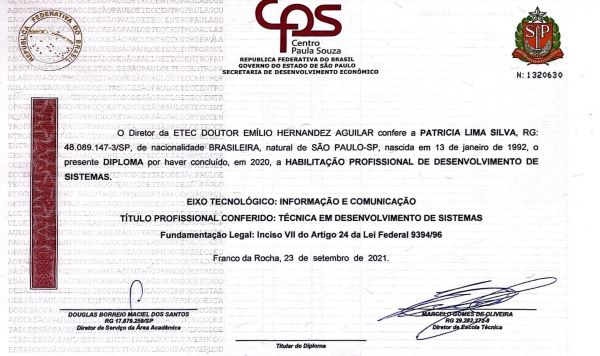 REPÚBLICA FEDERATIVA DO BRASIL
cps
Centro
Paula Souza
REPUBLICA FEDERATIVA DO BRASIL
GOVERNO DO ESTADO DE SÃO PAULO
SECRETARIA DE DESENVOLVIMENTO ECONÔMICO
SP
N: 1320630
O Diretor da ETEC DOUTOR EMÍLIO HERNANDEZ AGUILAR confere a PATRICIA LIMA SILVA, RG:
48.089.147-3/SP, de nacionalidade BRASILEIRA, natural de SÃO PAULO-SP, nascida em 13 de janeiro de 1992, o
presente DIPLOMA por haver concluído, em 2020, a HABILITAÇÃO PROFISSIONAL DE DESENVOLVIMENTO DE
SISTEMAS.
EIXO TECNOLÓGICO: INFORMAÇÃO E COMUNICAÇÃO
TÍTULO PROFISSIONAL CONFERIDO: TÉCNICA EM DESENVOLVIMENTO DE SISTEMAS
Fundamentação Legal: Inciso VII do Artigo 24 da Lei Federal 9394/96
Franco da Rocha, 23 de setembro de 2021.
DOUGLAS BORREIO MACIEL DOS SANTOS
RG 17.879.259/SP
Diretor de Serviço da Área Acadêmica
MARCELO GOMES DE OLIVEIRA
RG 29.282.275-8
Diretor de Escola Técnica
Titular do Diploma